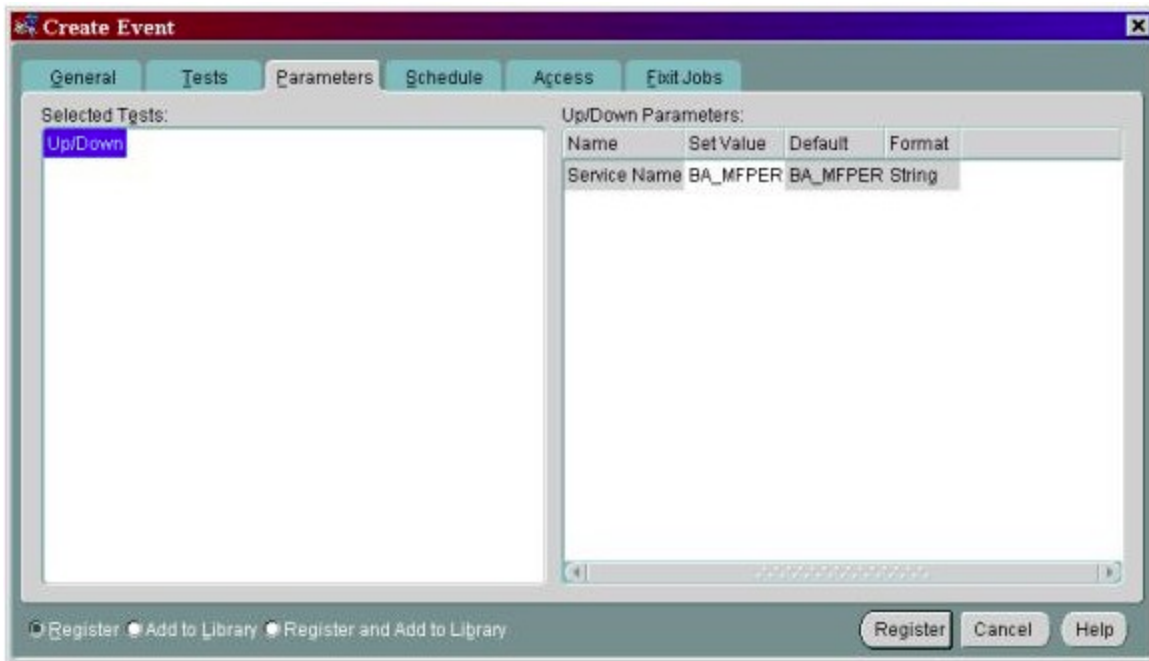 Create Event
General Tests Parameters Schedule Access Fixit Jobs
Selected Tests:
Up/Down
Up/Down Parameters:
Name Set Value Default Format
Service Name BA_MFPER BA_MFPER String
Register Add to Library Register and Add to Library
Register Cancel Help